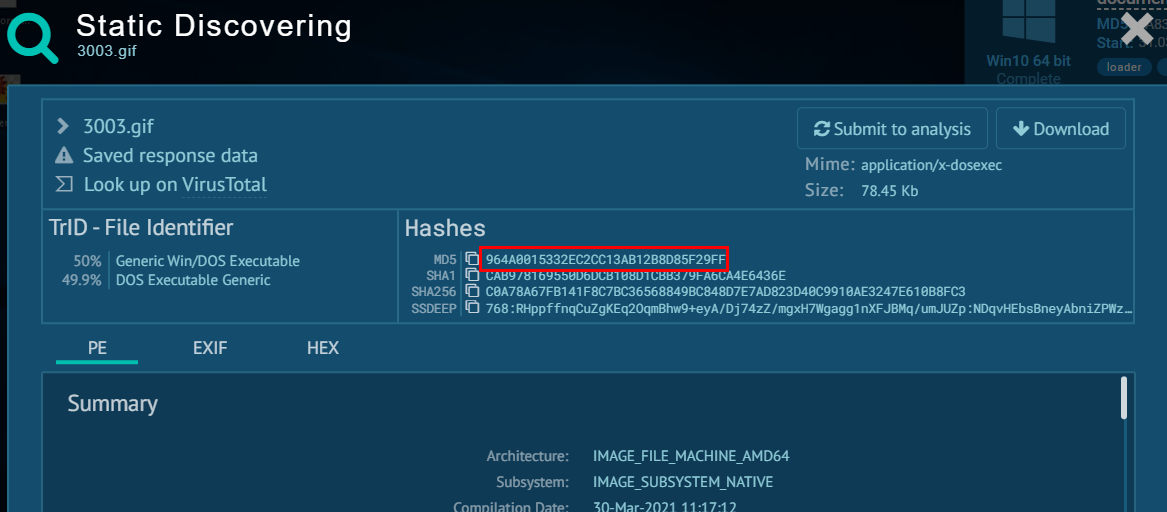 Static Discovering
3003.gif
Win10 64 bit
Complete
Start:
loader
3003.gif
Saved response data
Look up on VirusTotal
Submit to analysis
Download
Mime: application/x-dosexec
Size: 78.45 Kb
TrID - File Identifier
50% Generic Win/DOS Executable
49.9% DOS Executable Generic
Hashes
MD5 964A0015332EC2CC13AB12B8D85F29FF
SHA1 CAB978169550D6DCB108D1CBB379FA6CA4E6436E
SHA256 C0A78A67FB141F8C7BC36568849BC848D7E7AD823D40C9910AE3247E610B8FC3
SSDEEP 768:RHppffnqCuZgKEq2OqmBhw9+eyA/Dj74zZ/mgxH7Wgagg1nXFJBMq/umJUZp:NDqvHEbsBneyAbniZPWz…
PE EXIF HEX
Summary
Architecture: IMAGE_FILE_MACHINE_AMD64
Subsystem: IMAGE_SUBSYSTEM_NATIVE
Compilation Date: 30-Mar-2021 11:17:12